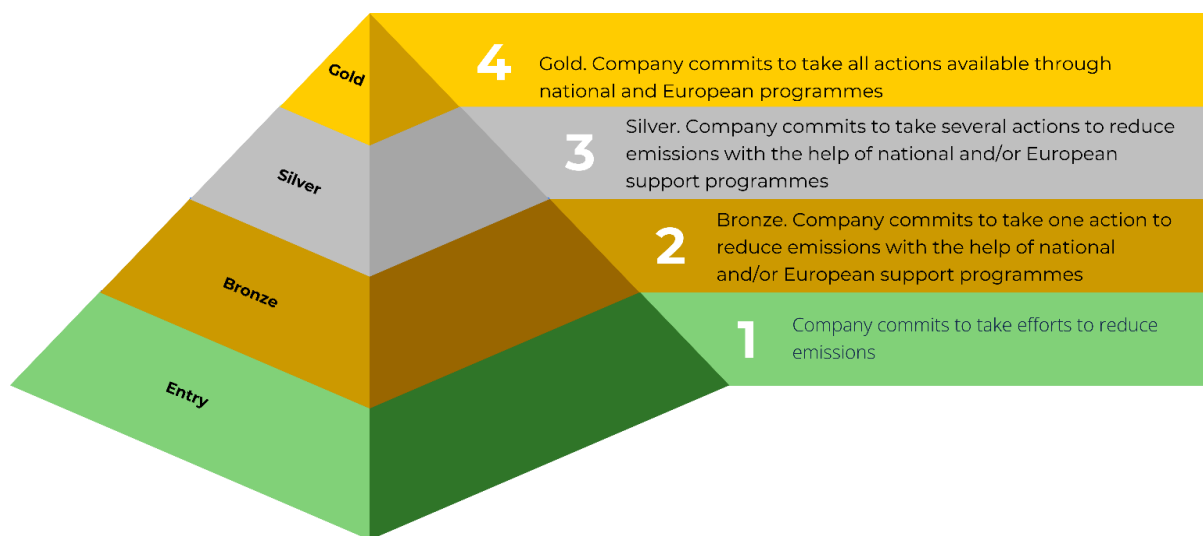 Gold
4
Gold. Company commits to take all actions available through
national and European programmes
Silver
3
Silver. Company commits to take several actions to reduce
emissions with the help of national and/or European
support programmes
Bronze
2
Bronze. Company commits to take one action to
reduce emissions with the help of national
and/or European support programmes
Entry
1
Company commits to take efforts to reduce
emissions